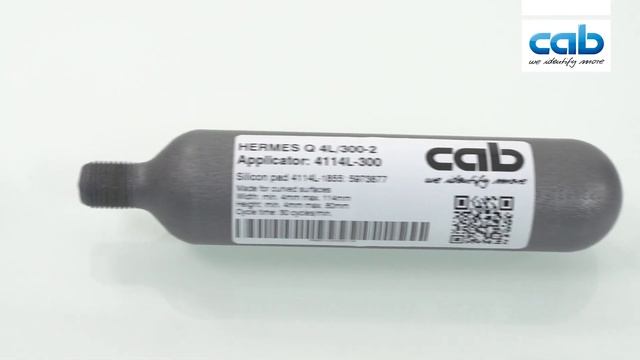 cab
we identify more
HERMES Q 4L/300-2
Applicator: 4114L-300
Silicon pad 4114L-1855: 5973677
Made for curved surfaces
Width: min. 4mm max. 114mm
Height: min. 4mm max. 80mm
Cycle time: 30 cycles/min.
cab
we identify more